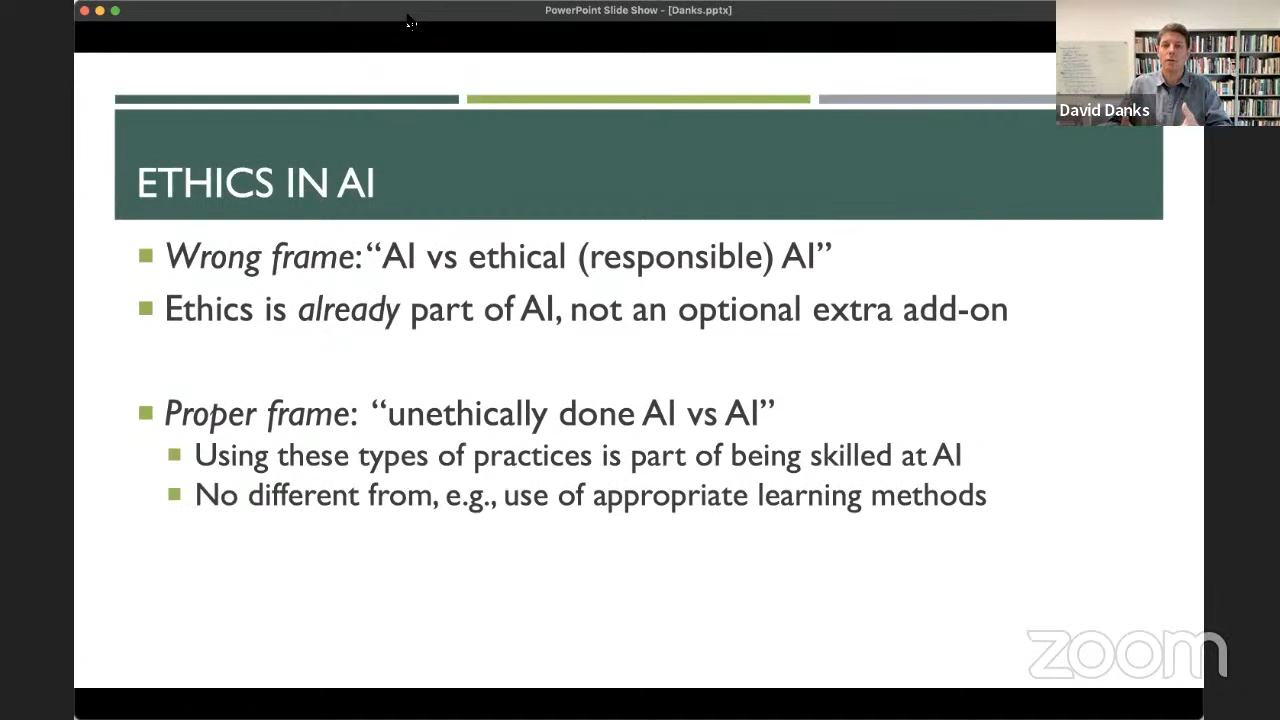 PowerPoint Slide Show - [Danks.pptx]
David Danks
ETHICS IN AI
Wrong frame: “AI vs ethical (responsible) AI”
Ethics is already part of AI, not an optional extra add-on
Proper frame: “unethically done AI vs AI”
Using these types of practices is part of being skilled at AI
No different from, e.g., use of appropriate learning methods
zoom